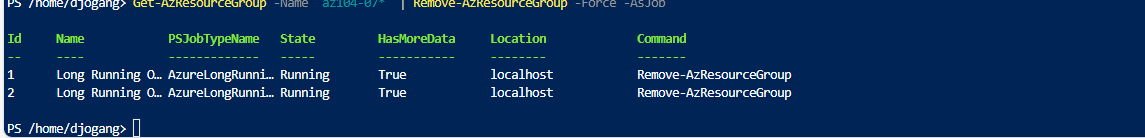 PS /home/djogang> Get-AzResourceGroup -Name 'az104-07*' | Remove-AzResourceGroup -Force -AsJob
Id Name PSJobTypeName State HasMoreData Location Command
-- ---- ------------- ----- ----------- -------- -------
1 Long Running O… AzureLongRunni… Running True localhost Remove-AzResourceGroup
2 Long Running O… AzureLongRunni… Running True localhost Remove-AzResourceGroup
PS /home/djogang>